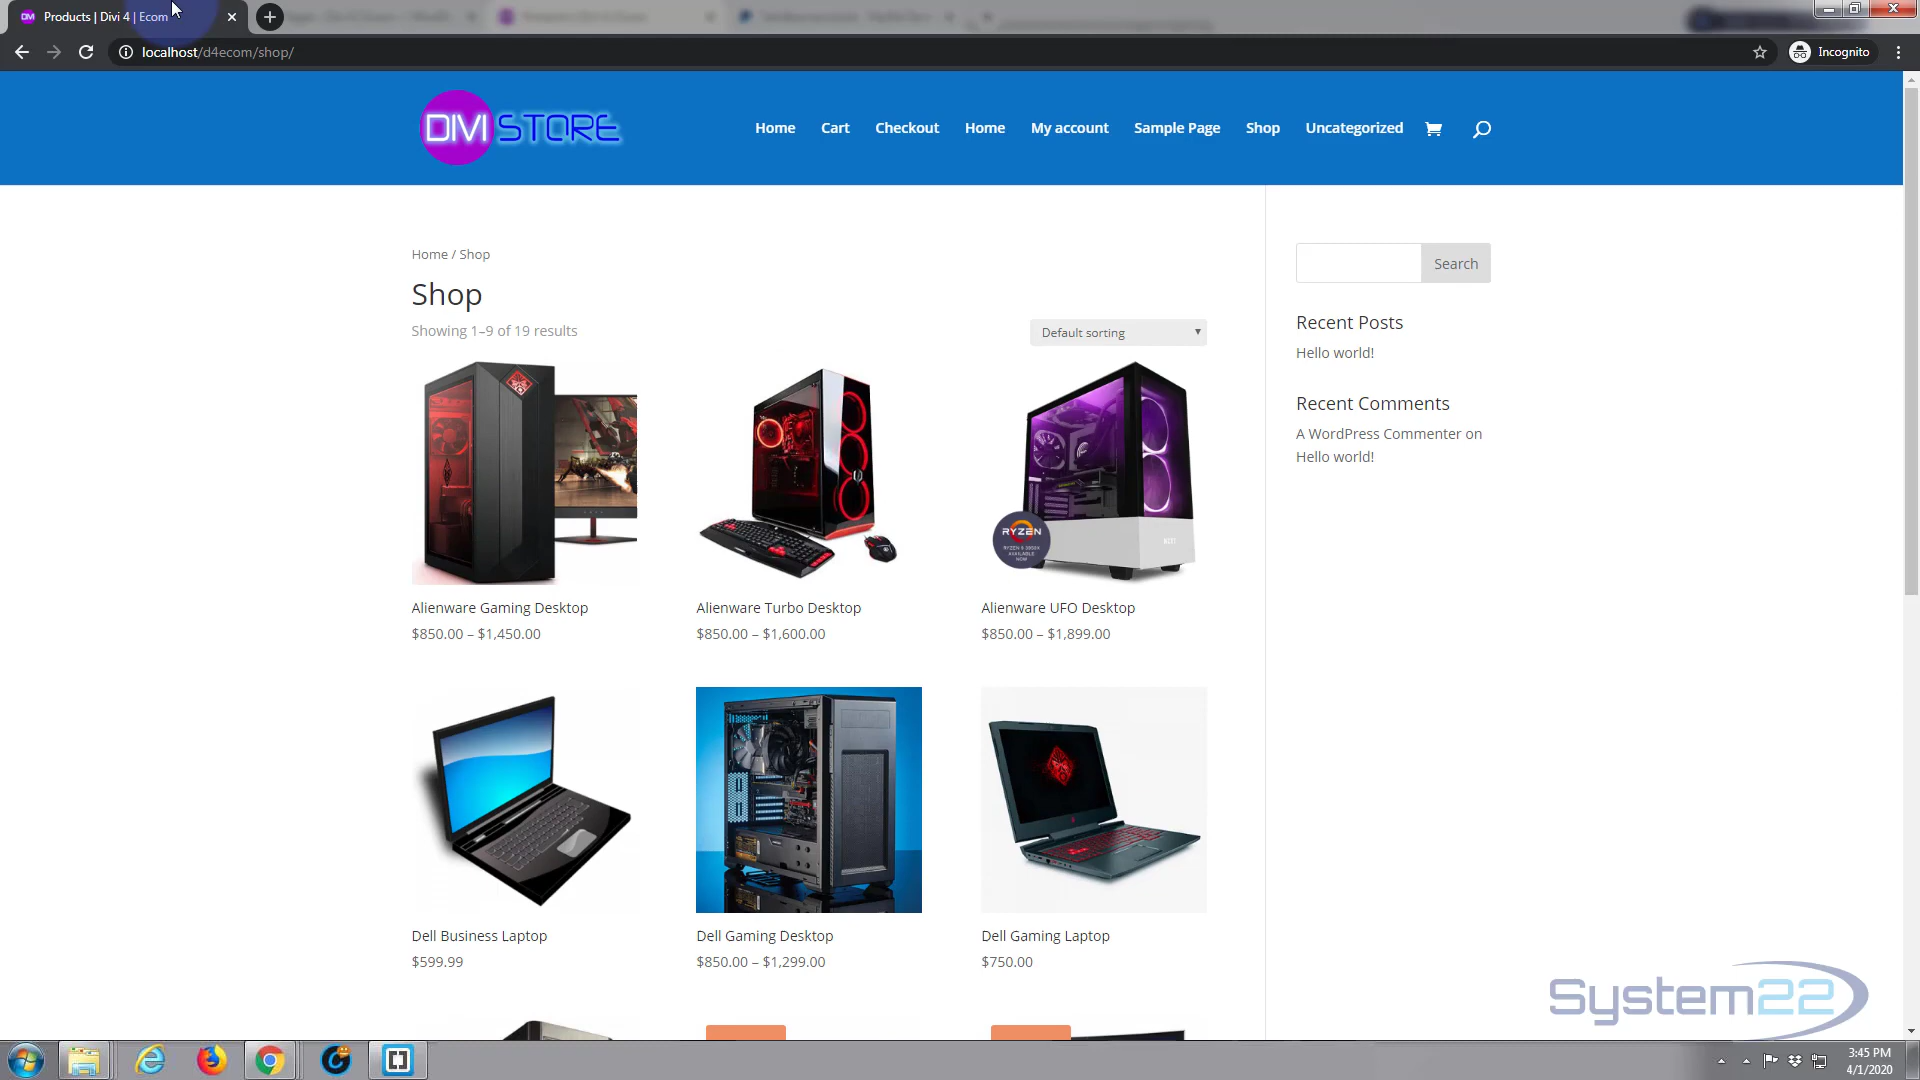 Products | Divi 4 | Ecom
localhost/d4ecom/shop/
Incognito
DIVI STORE
Home Cart Checkout Home My account Sample Page Shop Uncategorized
Home / Shop
Shop
Showing 1–9 of 19 results
Default sorting
Search
Recent Posts
Hello world!
Recent Comments
A WordPress Commenter on
Hello world!
RYZEN
Alienware Gaming Desktop
$850.00 – $1,450.00
Alienware Turbo Desktop
$850.00 – $1,600.00
Alienware UFO Desktop
$850.00 – $1,899.00
Dell Business Laptop
$599.99
Dell Gaming Desktop
$850.00 – $1,299.00
Dell Gaming Laptop
$750.00
System22
3:45 PM
4/1/2020